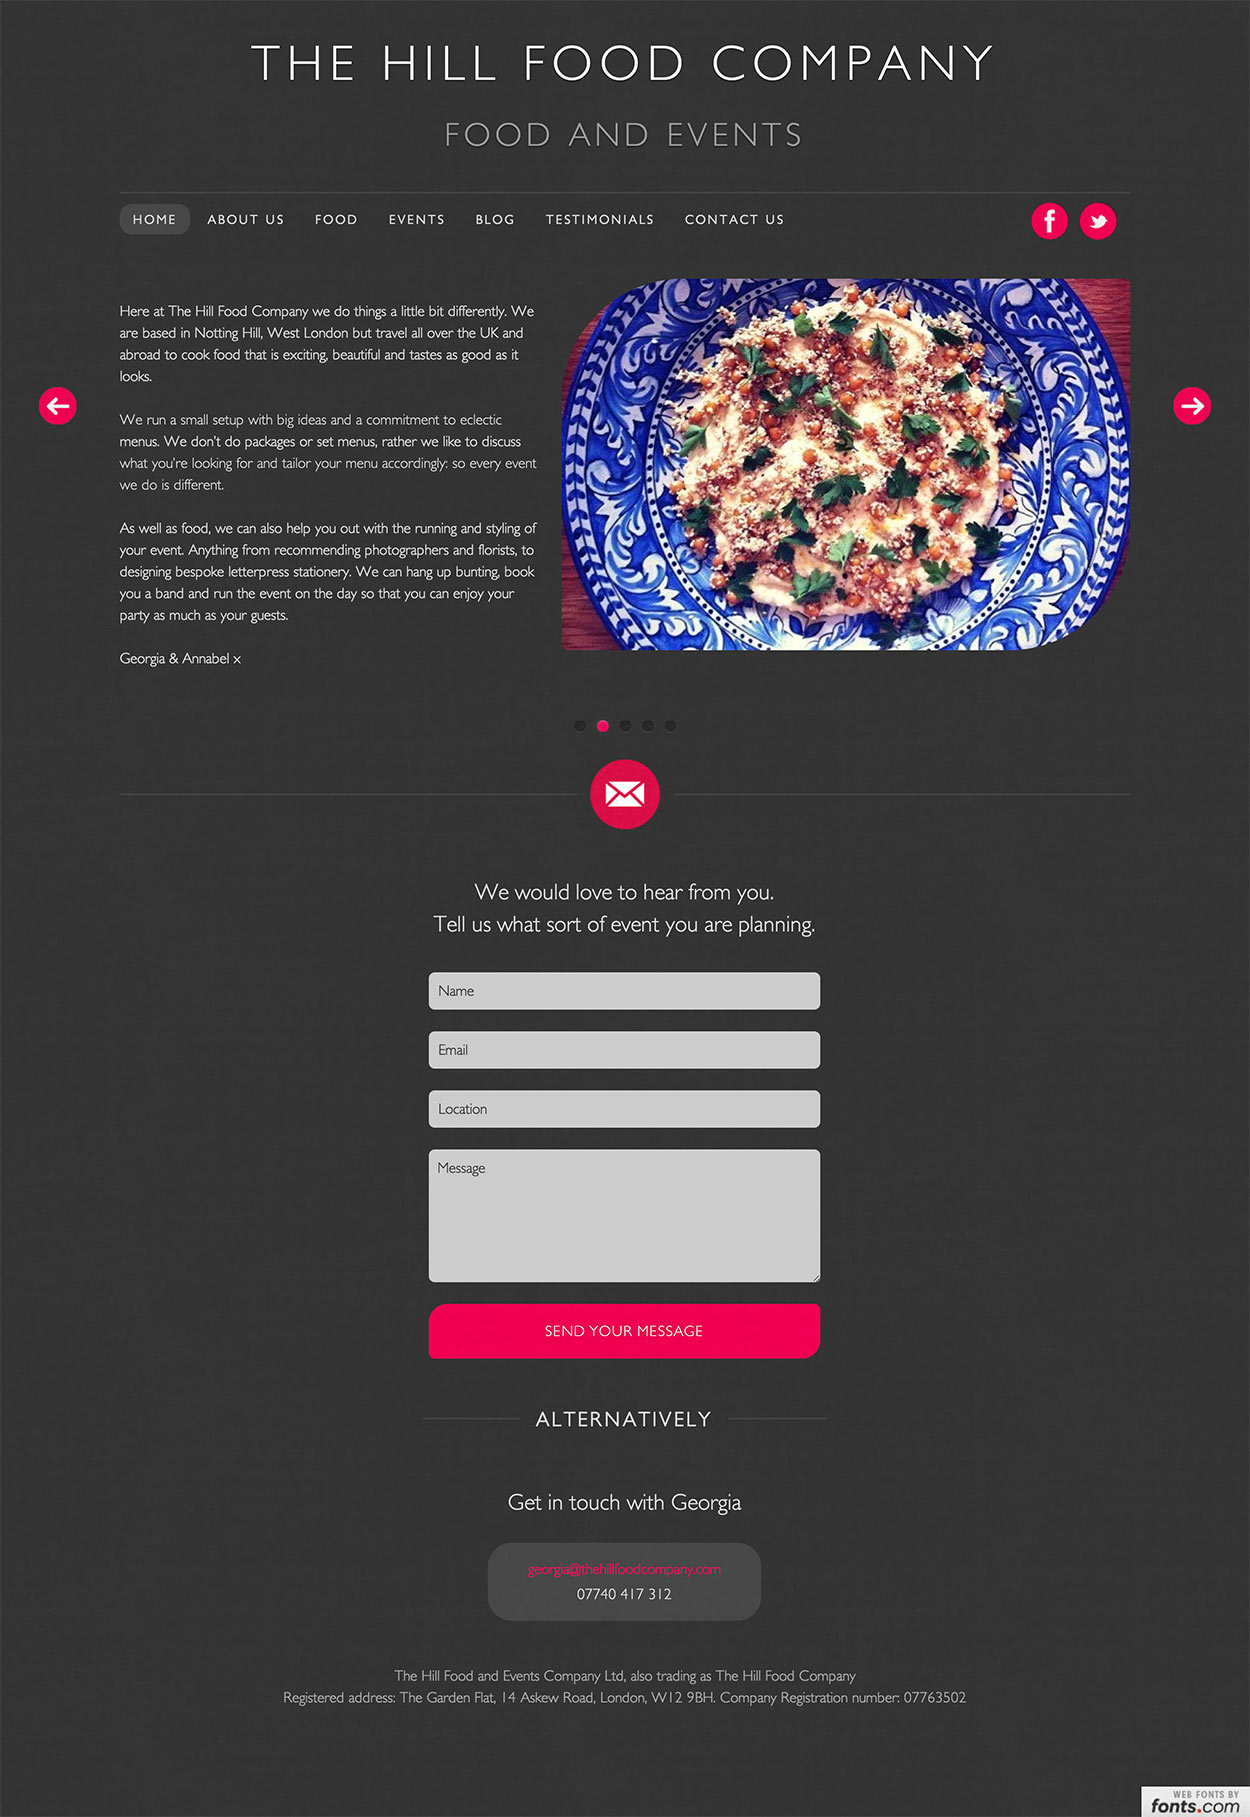 THE HILL FOOD COMPANY
FOOD AND EVENTS
HOME ABOUT US FOOD EVENTS BLOG TESTIMONIALS CONTACT US
Here at The Hill Food Company we do things a little bit differently. We
are based in Notting Hill, West London but travel all over the UK and
abroad to cook food that is exciting, beautiful and tastes as good as it
looks.
We run a small setup with big ideas and a commitment to eclectic
menus. We don't do packages or set menus, rather we like to discuss
what you're looking for and tailor your menu accordingly: so every event
we do is different.
As well as food, we can also help you out with the running and styling of
your event. Anything from recommending photographers and florists, to
designing bespoke letterpress stationery. We can hang up bunting, book
you a band and run the event on the day so that you can enjoy your
party as much as your guests.
Georgia & Annabel x
We would love to hear from you.
Tell us what sort of event you are planning.
Name
Email
Location
Message
SEND YOUR MESSAGE
ALTERNATIVELY
Get in touch with Georgia
georgia@thehillfoodcompany.com
07740 417 312
The Hill Food and Events Company Ltd, also trading as The Hill Food Company
Registered address: The Garden Flat, 14 Askew Road, London, W12 9BH. Company Registration number: 07763502
WEB FONTS BY
fonts.com